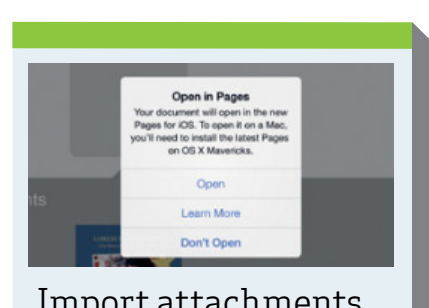 Open in Pages
Your document will open in the new
Pages for iOS. To open it on a Mac,
you'll need to install the latest Pages
on OS X Mavericks.
Open
Learn More
Don't Open
nts
Import attachments